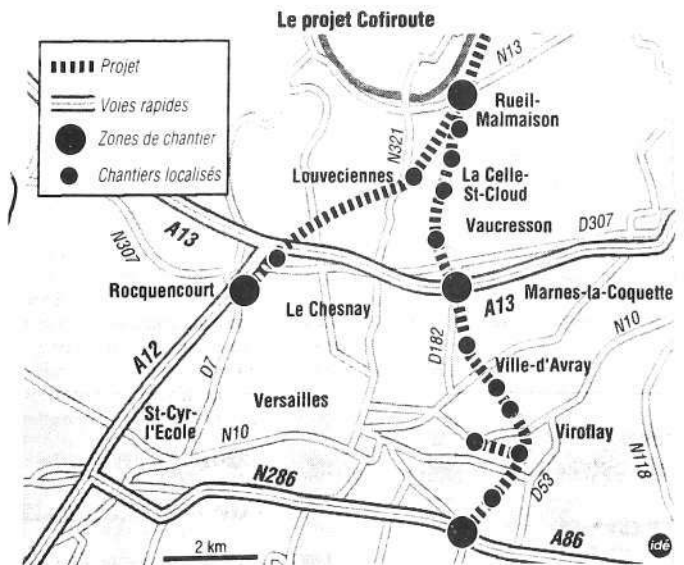 Le projet Cofiroute
Projet
Voies rapides
Zones de chantier
Chantiers localisés
N13
Rueil-
Malmaison
N321
Louveciennes
La Celle-
St-Cloud
Vaucresson
D307
N307
A13
Rocquencourt
Le Chesnay
A13
Marnes-la-Coquette
N10
A12
D7
D182
Ville-d'Avray
St-Cyr-
l'Ecole
Versailles
N10
Viroflay
N118
N286
D53
A86
2 km
idé